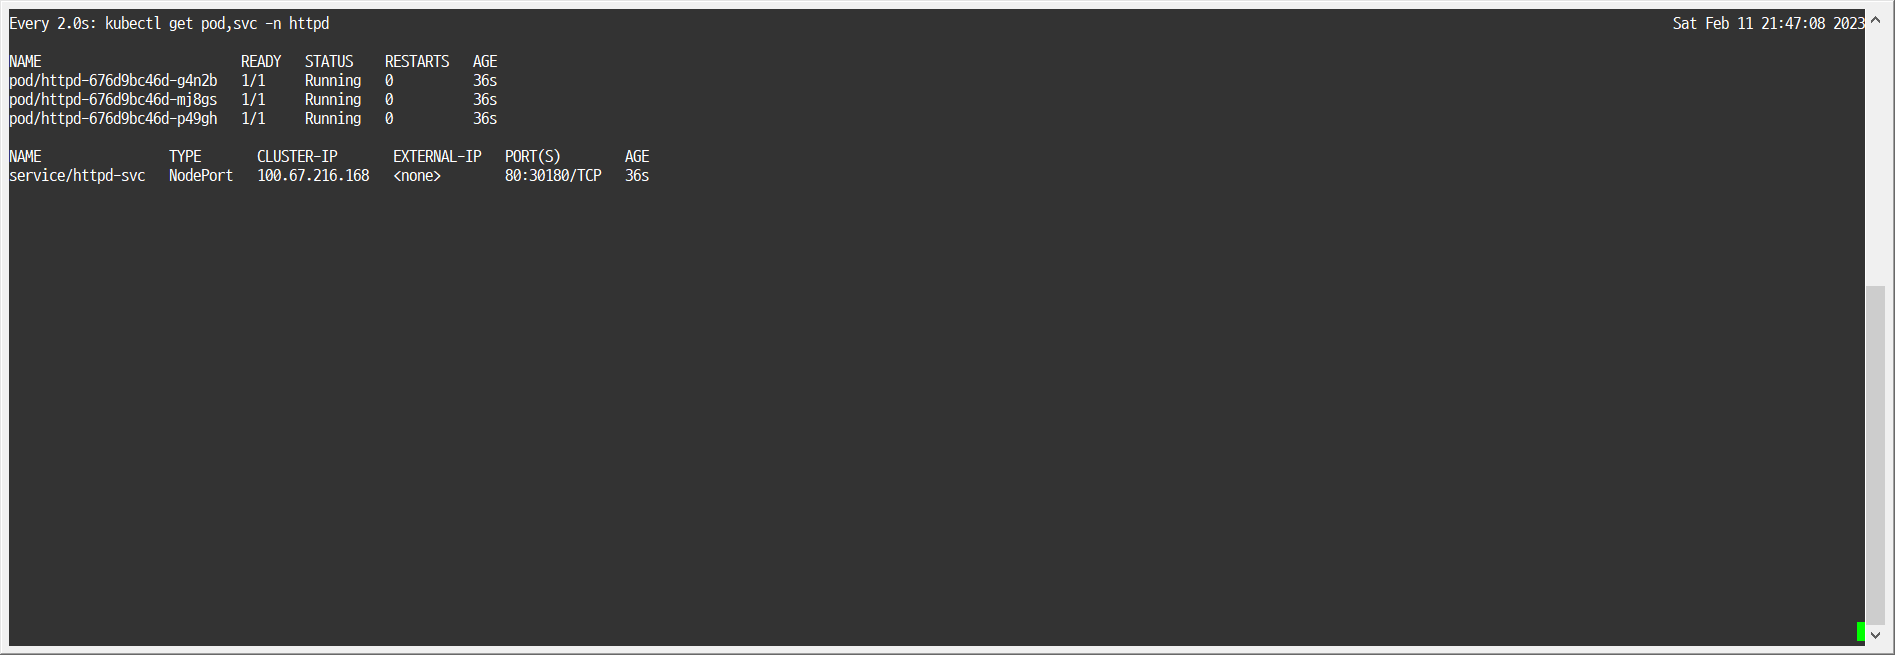 Every 2.0s: kubectl get pod,svc -n httpd Sat Feb 11 21:47:08 2023
NAME READY STATUS RESTARTS AGE
pod/httpd-676d9bc46d-g4n2b 1/1 Running 0 36s
pod/httpd-676d9bc46d-mj8gs 1/1 Running 0 36s
pod/httpd-676d9bc46d-p49gh 1/1 Running 0 36s
NAME TYPE CLUSTER-IP EXTERNAL-IP PORT(S) AGE
service/httpd-svc NodePort 100.67.216.168 <none> 80:30180/TCP 36s